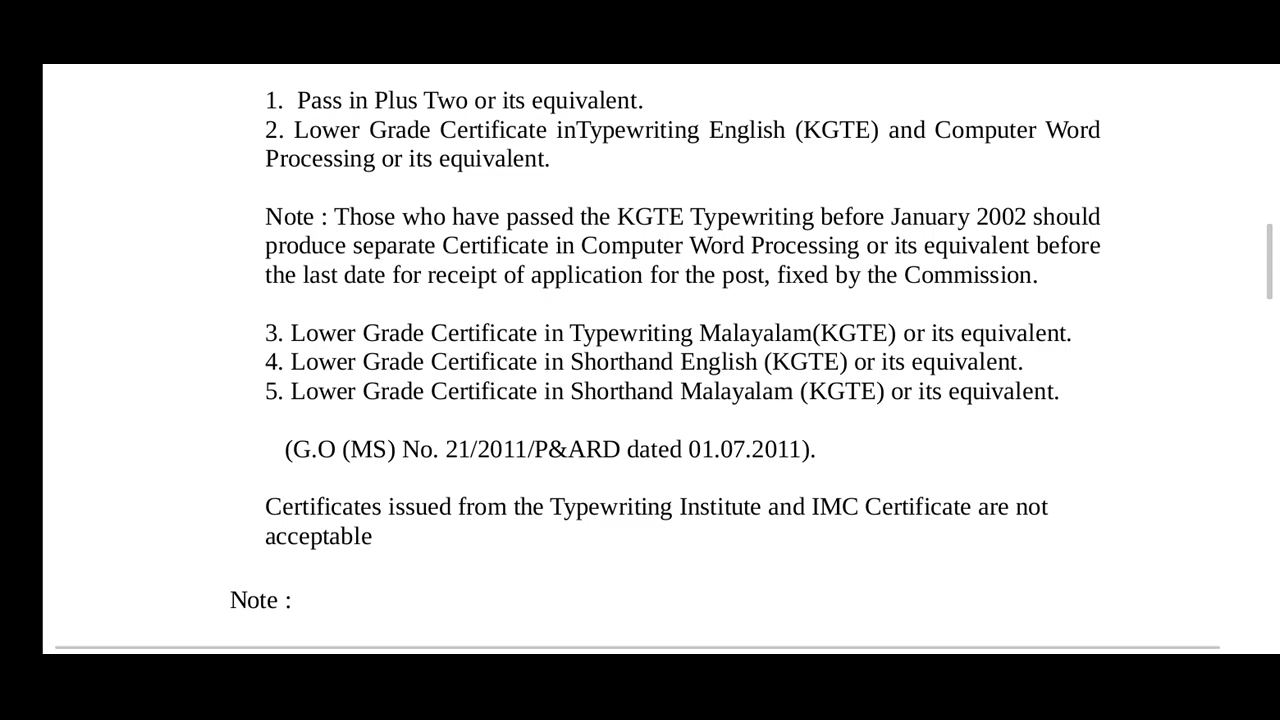 1. Pass in Plus Two or its equivalent.
2. Lower Grade Certificate inTypewriting English (KGTE) and Computer Word
Processing or its equivalent.
Note : Those who have passed the KGTE Typewriting before January 2002 should
produce separate Certificate in Computer Word Processing or its equivalent before
the last date for receipt of application for the post, fixed by the Commission.
3. Lower Grade Certificate in Typewriting Malayalam(KGTE) or its equivalent.
4. Lower Grade Certificate in Shorthand English (KGTE) or its equivalent.
5. Lower Grade Certificate in Shorthand Malayalam (KGTE) or its equivalent.
(G.O (MS) No. 21/2011/P&ARD dated 01.07.2011).
Certificates issued from the Typewriting Institute and IMC Certificate are not
acceptable
Note :